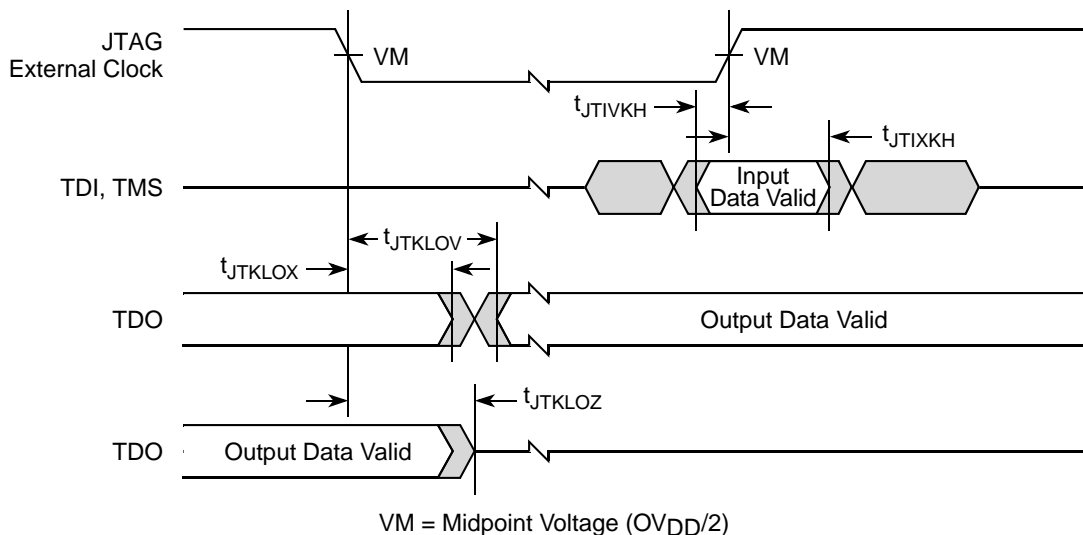 JTAG
External Clock
VM
VM
tJTIVKH
tJTIXKH
TDI, TMS
Input
Data Valid
tJTKLOV
tJTKLOX
TDO
Output Data Valid
tJTKLOZ
TDO
Output Data Valid
VM = Midpoint Voltage (OVDD/2)